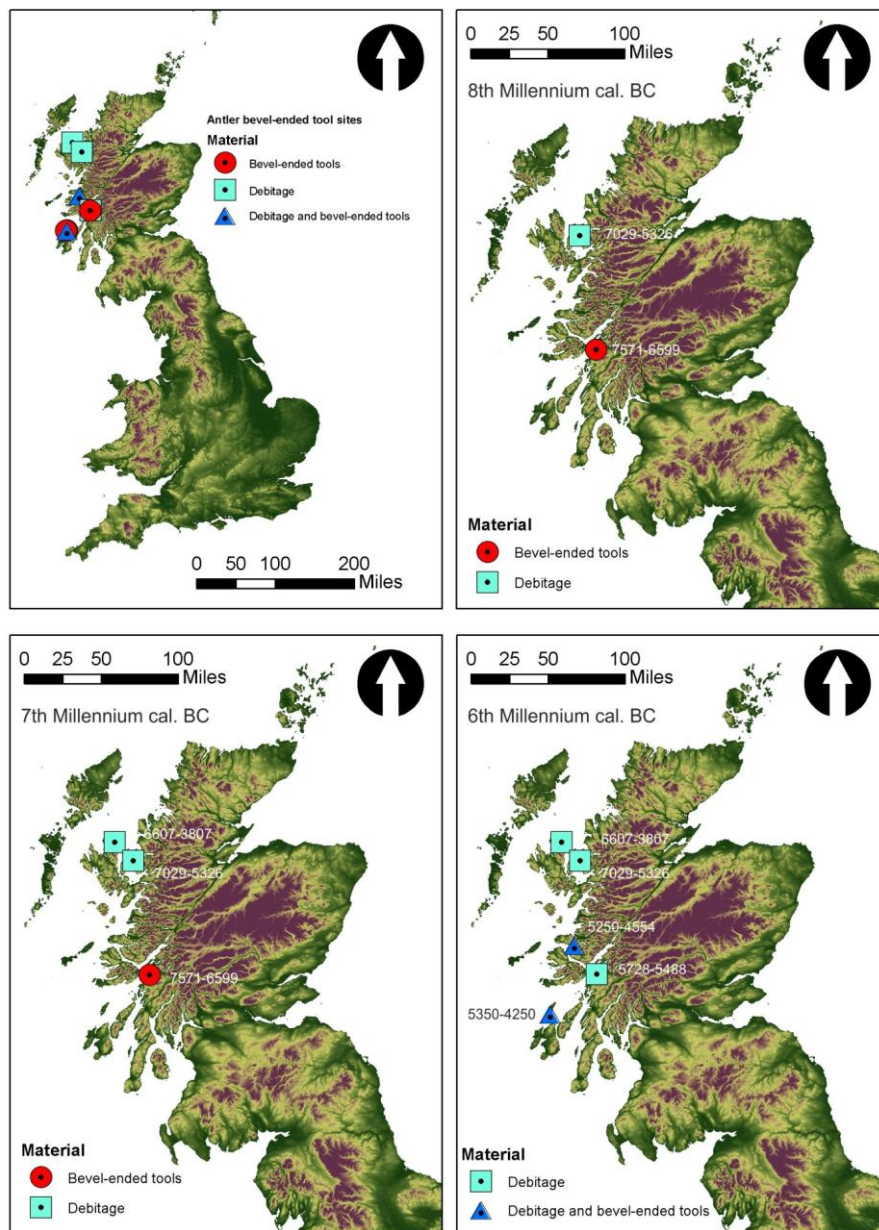 Antler bevel-ended tool sites
Material
Bevel-ended tools
Debitage
Debitage and bevel-ended tools
0 50 100 200
Miles
0 25 50 100
Miles
8th Millennium cal. BC
7029-5326
7571-6599
Material
Bevel-ended tools
Debitage
0 25 50 100
Miles
7th Millennium cal. BC
6607-3807
7029-5326
7571-6599
Material
Bevel-ended tools
Debitage
0 25 50 100
Miles
6th Millennium cal. BC
6607-3807
7029-5326
5250-4554
5728-5488
5350-4250
Material
Debitage
Debitage and bevel-ended tools